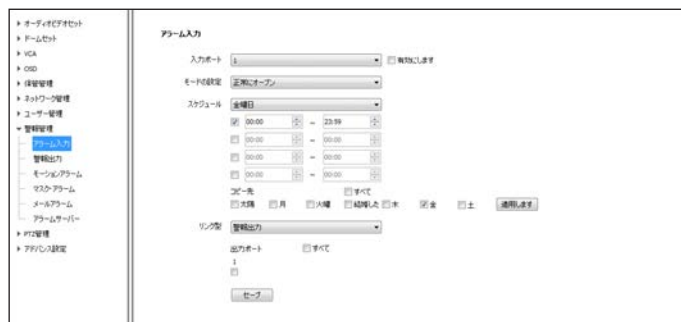 オーディオビデオセット
ドームセット
VCA
OSD
保管管理
ネットワーク管理
ユーザー管理
警報管理
アラーム入力
警報出力
モーションアラーム
マスク・アラーム
メールアラーム
アラームサーバー
PTZ管理
アドバンス設定
アラーム入力
入力ポート 1 有効にします
モードの設定 正常にオープン
スケジュール 金曜日
00:00 – 23:59
00:00 – 00:00
00:00 – 00:00
00:00 – 00:00
コピー先 すべて
太陽 月 火曜 結婚した 木 金 土 適用します
リンク型 警報出力
出力ポート すべて
1
セーブ